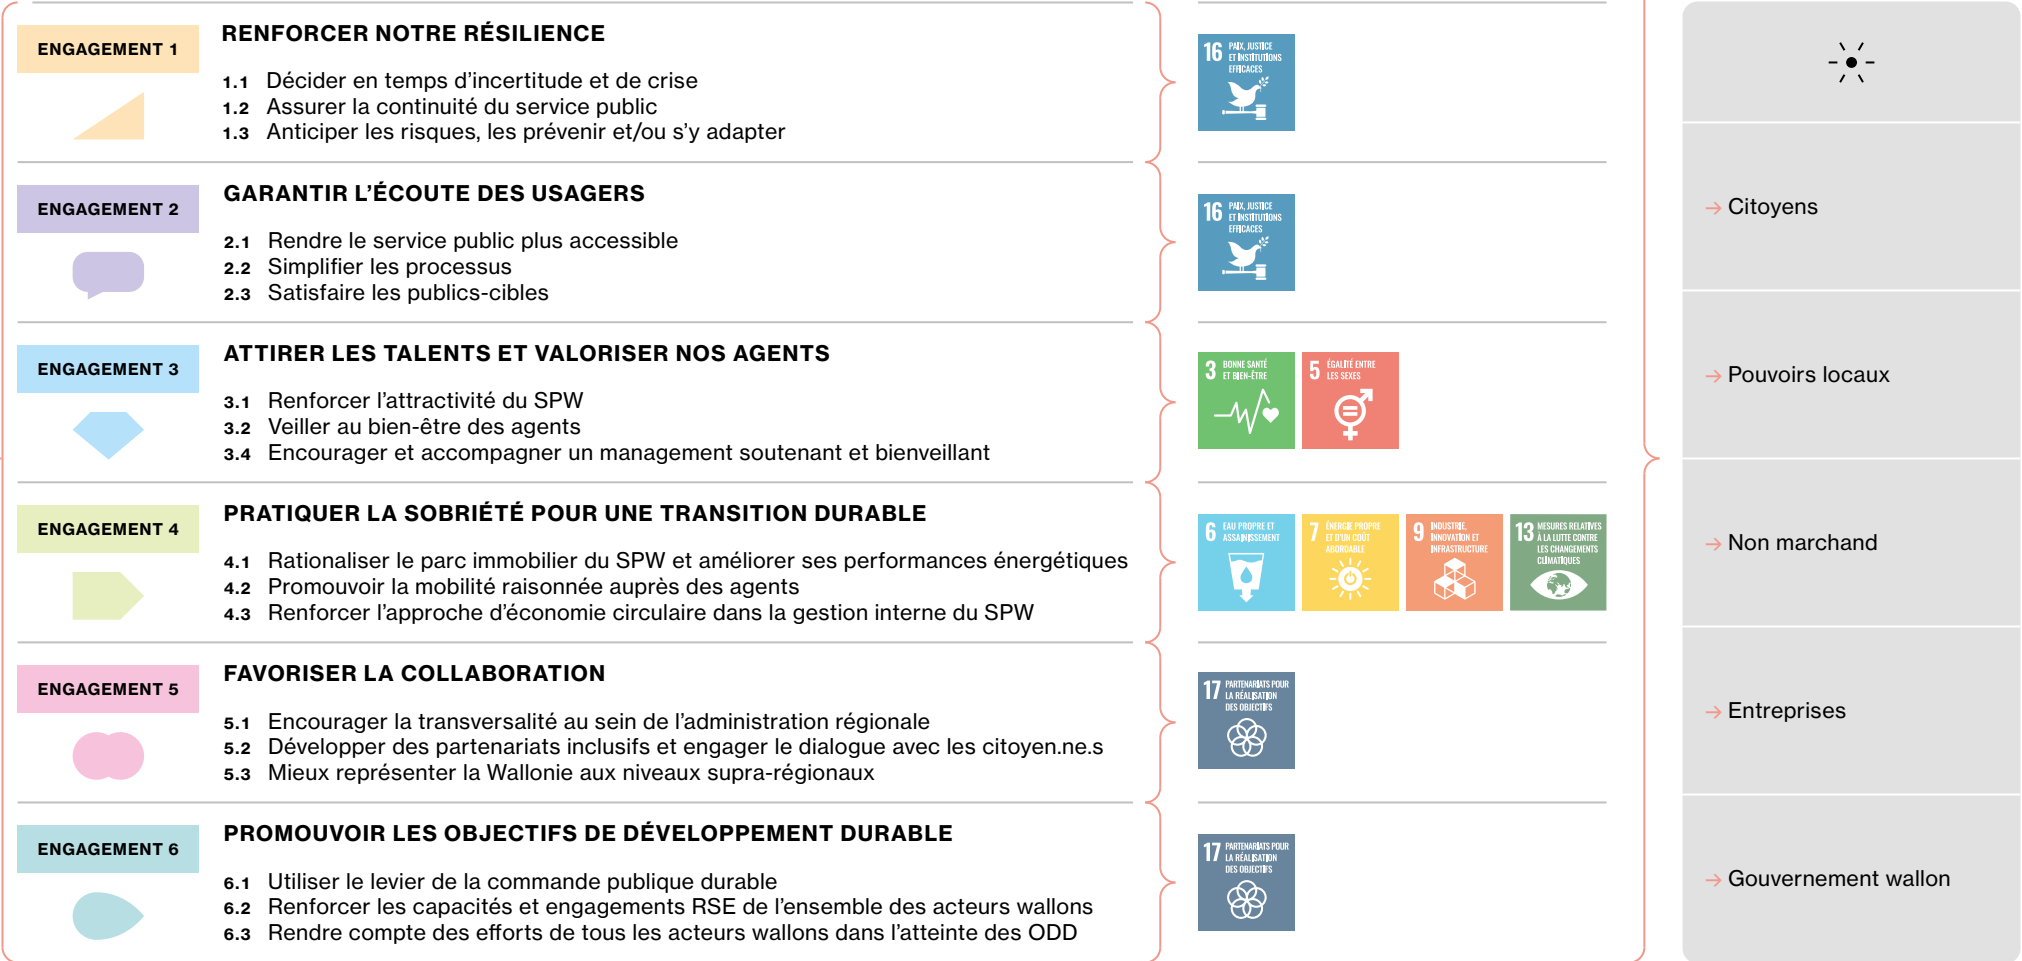 ENGAGEMENT 1
RENFORCER NOTRE RÉSILIENCE
1.1 Décider en temps d’incertitude et de crise
1.2 Assurer la continuité du service public
1.3 Anticiper les risques, les prévenir et/ou s’y adapter
16 PAIX, JUSTICE
ET INSTITUTIONS
EFFICACES
ENGAGEMENT 2
GARANTIR L’ÉCOUTE DES USAGERS
2.1 Rendre le service public plus accessible
2.2 Simplifier les processus
2.3 Satisfaire les publics-cibles
16 PAIX, JUSTICE
ET INSTITUTIONS
EFFICACES
ENGAGEMENT 3
ATTIRER LES TALENTS ET VALORISER NOS AGENTS
3.1 Renforcer l’attractivité du SPW
3.2 Veiller au bien-être des agents
3.4 Encourager et accompagner un management soutenant et bienveillant
3 BONNE SANTÉ
ET BIEN-ÊTRE
5 ÉGALITÉ ENTRE
LES SEXES
ENGAGEMENT 4
PRATIQUER LA SOBRIÉTÉ POUR UNE TRANSITION DURABLE
4.1 Rationaliser le parc immobilier du SPW et améliorer ses performances énergétiques
4.2 Promouvoir la mobilité raisonnée auprès des agents
4.3 Renforcer l’approche d’économie circulaire dans la gestion interne du SPW
6 EAU PROPRE ET
ASSAINISSEMENT
7 ÉNERGIE PROPRE
ET D’UN COÛT
ABORDABLE
9 INDUSTRIE,
INNOVATION ET
INFRASTRUCTURE
13 MESURES RELATIVES
À LA LUTTE CONTRE
LES CHANGEMENTS
CLIMATIQUES
ENGAGEMENT 5
FAVORISER LA COLLABORATION
5.1 Encourager la transversalité au sein de l’administration régionale
5.2 Développer des partenariats inclusifs et engager le dialogue avec les citoyen.ne.s
5.3 Mieux représenter la Wallonie aux niveaux supra-régionaux
17 PARTENARIATS POUR
LA RÉALISATION
DES OBJECTIFS
ENGAGEMENT 6
PROMOUVOIR LES OBJECTIFS DE DÉVELOPPEMENT DURABLE
6.1 Utiliser le levier de la commande publique durable
6.2 Renforcer les capacités et engagements RSE de l’ensemble des acteurs wallons
6.3 Rendre compte des efforts de tous les acteurs wallons dans l’atteinte des ODD
17 PARTENARIATS POUR
LA RÉALISATION
DES OBJECTIFS
→ Citoyens
→ Pouvoirs locaux
→ Non marchand
→ Entreprises
→ Gouvernement wallon